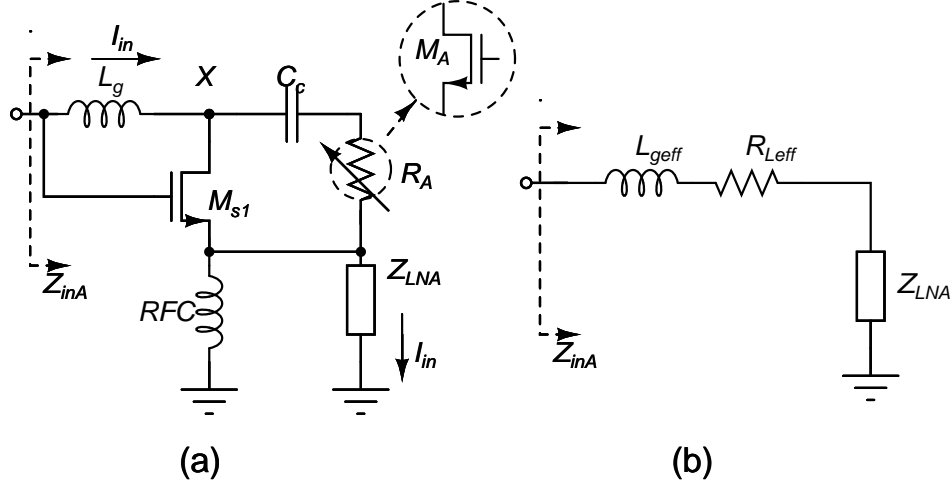 I_in
L_g
X
C_c
M_A
R_A
M_s1
Z_inA
RFC
Z_LNA
I_in
(a)
L_geff
R_Leff
Z_LNA
Z_inA
(b)